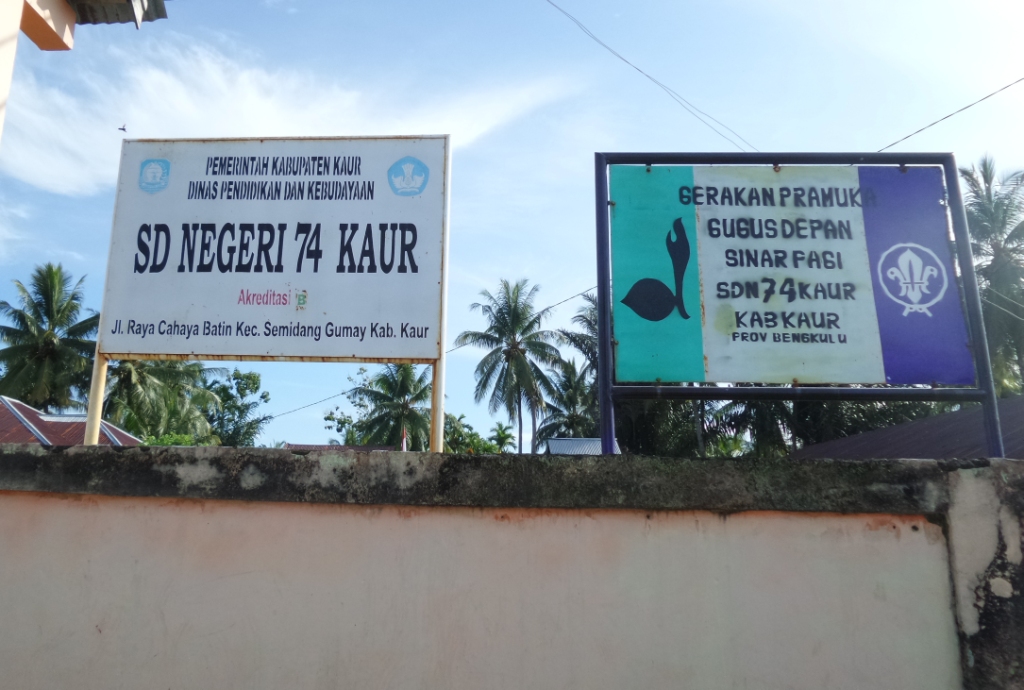 PEMERINTAH KABUPATEN KAUR
DINAS PENDIDIKAN DAN KEBUDAYAAN
SD NEGERI 74 KAUR
Akreditasi B
Jl. Raya Cahaya Batin Kec. Semidang Gumay Kab. Kaur
GERAKAN PRAMUKA
GUGUS DEPAN
SINAR PAGI
SDN 74 KAUR
KAB KAUR
PROV BENGKULU